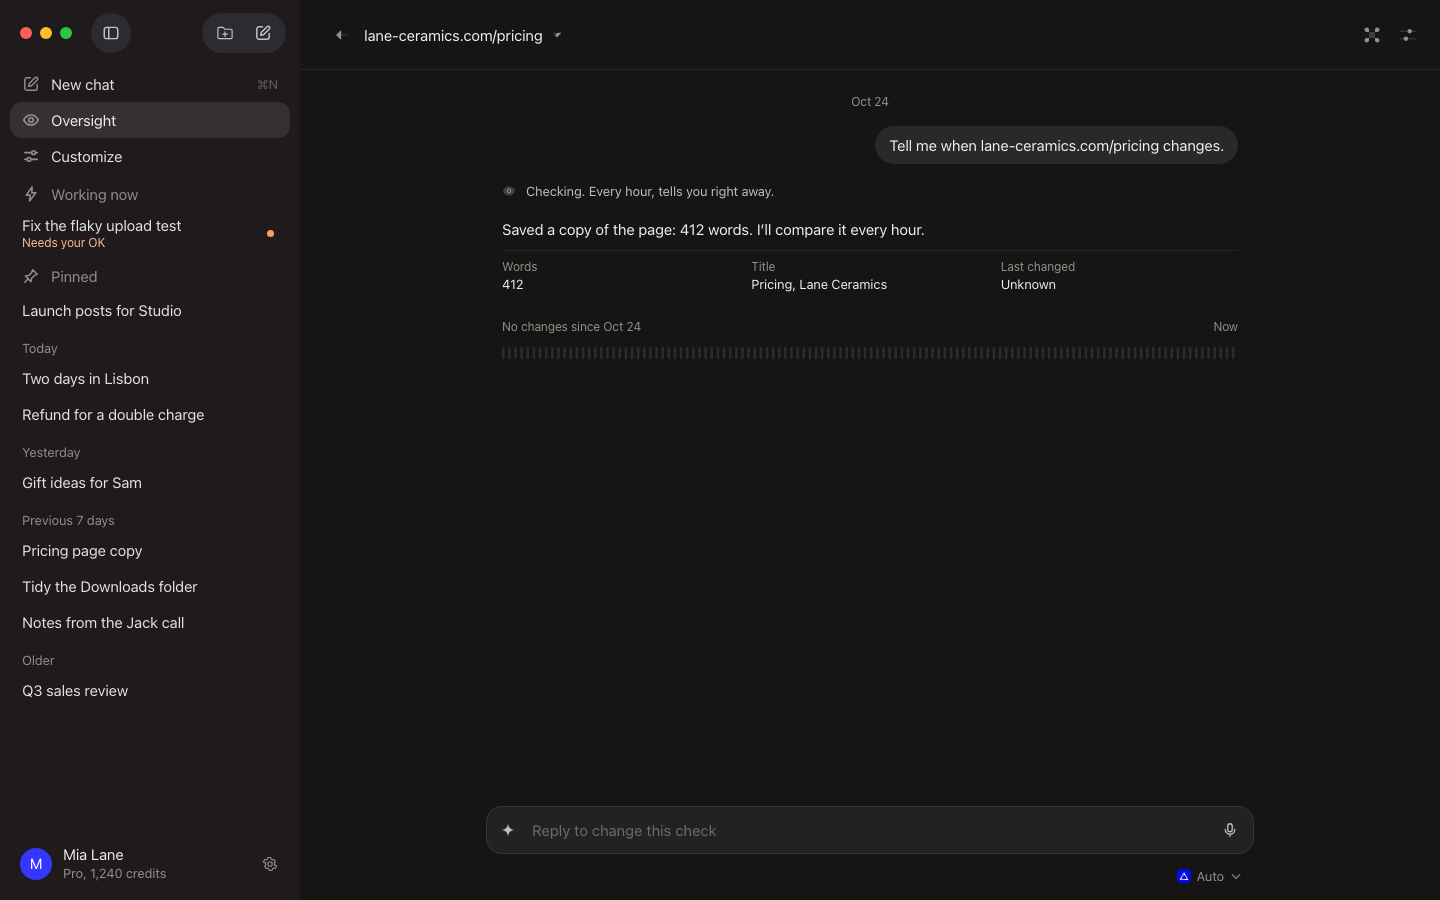 New chat
⌘N
Oversight
Customize
Working now
Fix the flaky upload test
Needs your OK
Pinned
Launch posts for Studio
Today
Two days in Lisbon
Refund for a double charge
Yesterday
Gift ideas for Sam
Previous 7 days
Pricing page copy
Tidy the Downloads folder
Notes from the Jack call
Older
Q3 sales review
M
Mia Lane
Pro, 1,240 credits
lane-ceramics.com/pricing
Oct 24
Tell me when lane-ceramics.com/pricing changes.
Checking. Every hour, tells you right away.
Saved a copy of the page: 412 words. I’ll compare it every hour.
Words Title Last changed
412 Pricing, Lane Ceramics Unknown
No changes since Oct 24 Now
Reply to change this check
Auto